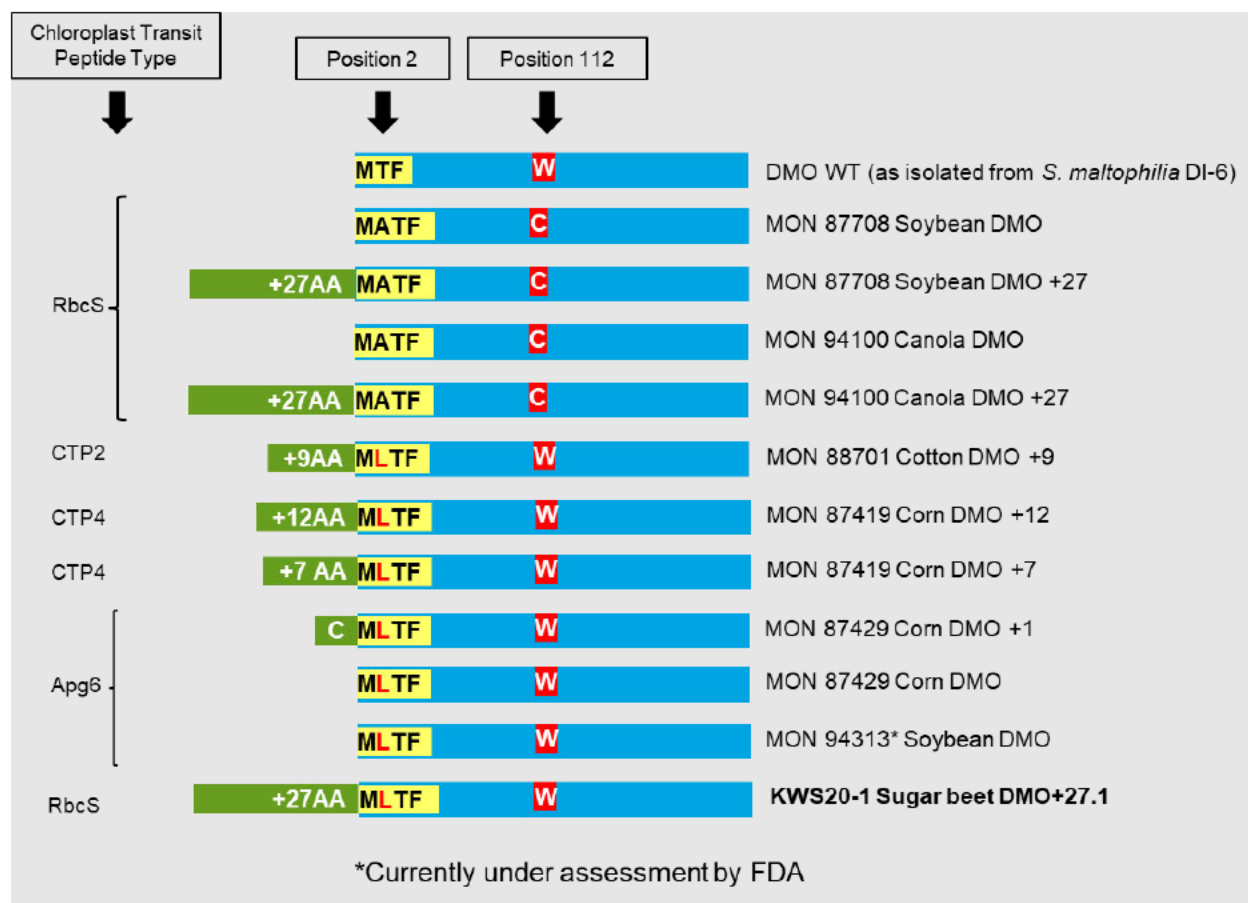 Chloroplast Transit
Peptide Type
Position 2
Position 112
MTF
W
DMO WT (as isolated from S. maltophilia DI-6)
RbcS
MATF
C
MON 87708 Soybean DMO
+27AA
MATF
C
MON 87708 Soybean DMO +27
MATF
C
MON 94100 Canola DMO
+27AA
MATF
C
MON 94100 Canola DMO +27
CTP2
+9AA
MLTF
W
MON 88701 Cotton DMO +9
CTP4
+12AA
MLTF
W
MON 87419 Corn DMO +12
CTP4
+7 AA
MLTF
W
MON 87419 Corn DMO +7
Apg6
C
MLTF
W
MON 87429 Corn DMO +1
MLTF
W
MON 87429 Corn DMO
MLTF
W
MON 94313* Soybean DMO
RbcS
+27AA
MLTF
W
KWS20-1 Sugar beet DMO+27.1
*Currently under assessment by FDA